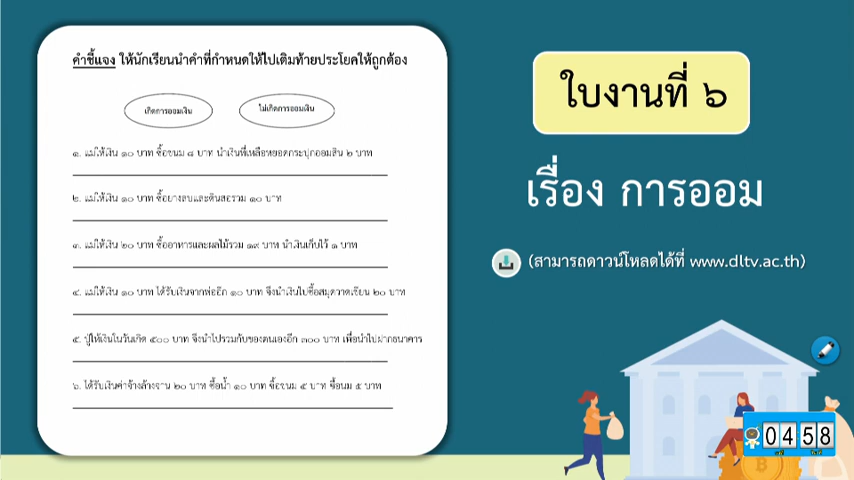 คำชี้แจง ให้นักเรียนนำคำที่กำหนดให้ไปเติมท้ายประโยคให้ถูกต้อง
เกิดการออมเงิน
ไม่เกิดการออมเงิน
๑. แม่ให้เงิน ๑๐ บาท ซื้อขนม ๘ บาท นำเงินที่เหลือหยอดกระปุกออมสิน ๒ บาท
๒. แม่ให้เงิน ๑๐ บาท ซื้อยางลบและดินสอรวม ๑๐ บาท
๓. แม่ให้เงิน ๒๐ บาท ซื้ออาหารและผลไม้รวม ๑๙ บาท นำเงินเก็บไว้ ๑ บาท
๔. แม่ให้เงิน ๑๐ บาท ได้รับเงินจากพ่ออีก ๑๐ บาท จึงนำเงินไปซื้อสมุดวาดเขียน ๒๐ บาท
๕. ปู่ให้เงินในวันเกิด ๕๐๐ บาท จึงนำไปรวมกับของตนเองอีก ๓๐๐ บาท เพื่อนำไปฝากธนาคาร
๖. ได้รับเงินค่าจ้างล้างจาน ๒๐ บาท ซื้อน้ำ ๑๐ บาท ซื้อขนม ๕ บาท ซื้อนม ๕ บาท
ใบงานที่ ๖
เรื่อง การออม
(สามารถดาวน์โหลดได้ที่ www.dltv.ac.th)
04 58